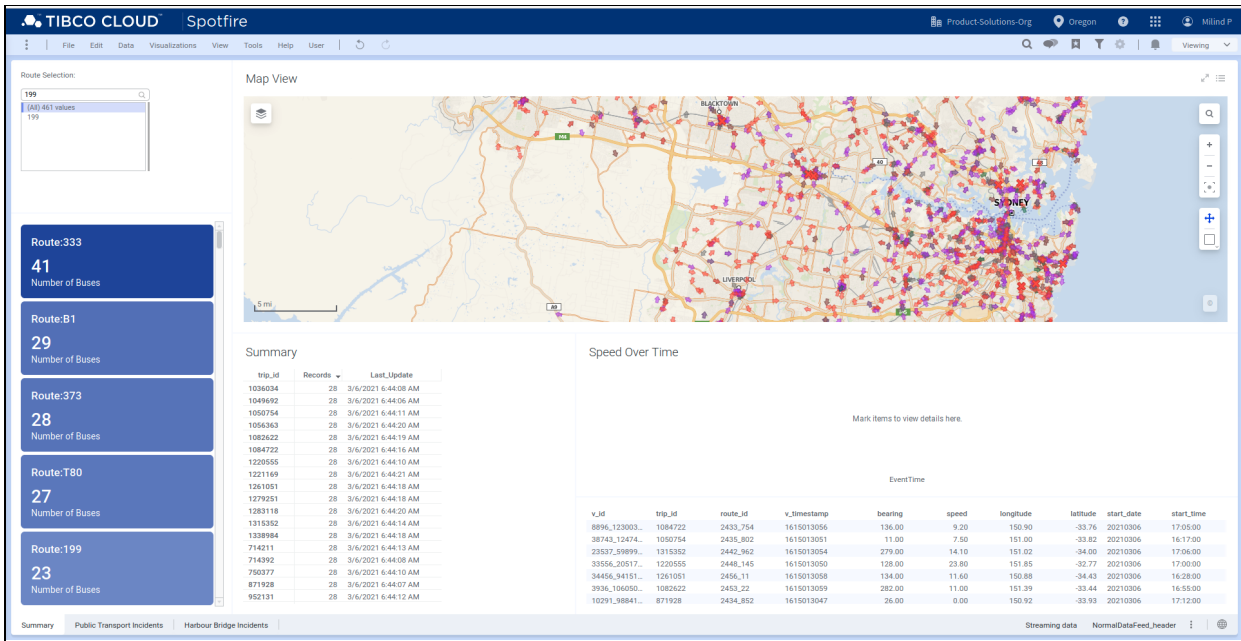 TIBCO CLOUD™ Spotfire
Product-Solutions-Org
Oregon
Milind P
File Edit Data Visualizations View Tools Help User
Viewing
Route Selection:
199
(All) 461 values
199
Route:333
41
Number of Buses
Route:B1
29
Number of Buses
Route:373
28
Number of Buses
Route:T80
27
Number of Buses
Route:199
23
Number of Buses
Map View
BLACKTOWN
M4
A9
A8
SYDNEY
LIVERPOOL
5 mi
Summary
trip_id Records Last_Update
1036034 28 3/6/2021 6:44:08 AM
1049692 28 3/6/2021 6:44:06 AM
1050754 28 3/6/2021 6:44:11 AM
1056363 28 3/6/2021 6:44:20 AM
1082622 28 3/6/2021 6:44:19 AM
1084722 28 3/6/2021 6:44:16 AM
1220555 28 3/6/2021 6:44:10 AM
1221169 28 3/6/2021 6:44:21 AM
1261051 28 3/6/2021 6:44:18 AM
1279251 28 3/6/2021 6:44:18 AM
1283118 28 3/6/2021 6:44:20 AM
1315352 28 3/6/2021 6:44:14 AM
1338984 28 3/6/2021 6:44:18 AM
714211 28 3/6/2021 6:44:13 AM
714392 28 3/6/2021 6:44:08 AM
750377 28 3/6/2021 6:44:10 AM
871928 28 3/6/2021 6:44:07 AM
952131 28 3/6/2021 6:44:12 AM
Speed Over Time
Mark items to view details here.
EventTime
v_id trip_id route_id v_timestamp bearing speed longitude latitude start_date start_time
8896_123003... 1084722 2433_754 1615013056 136.00 9.20 150.90 -33.76 20210306 17:05:00
38743_12474... 1050754 2435_802 1615013051 11.00 7.50 151.00 -33.82 20210306 16:17:00
23537_59899... 1315352 2442_962 1615013054 279.00 14.10 151.02 -34.00 20210306 17:06:00
33556_20517... 1220555 2448_145 1615013050 128.00 23.80 151.85 -32.77 20210306 17:00:00
34456_94151... 1261051 2456_11 1615013058 134.00 11.60 150.88 -34.43 20210306 16:28:00
3936_106050... 1082622 2453_22 1615013059 282.00 11.00 151.39 -33.44 20210306 16:55:00
10291_98841... 871928 2434_852 1615013047 26.00 0.00 150.92 -33.93 20210306 17:12:00
Summary Public Transport Incidents Harbour Bridge Incidents
Streaming data NormalDataFeed_header